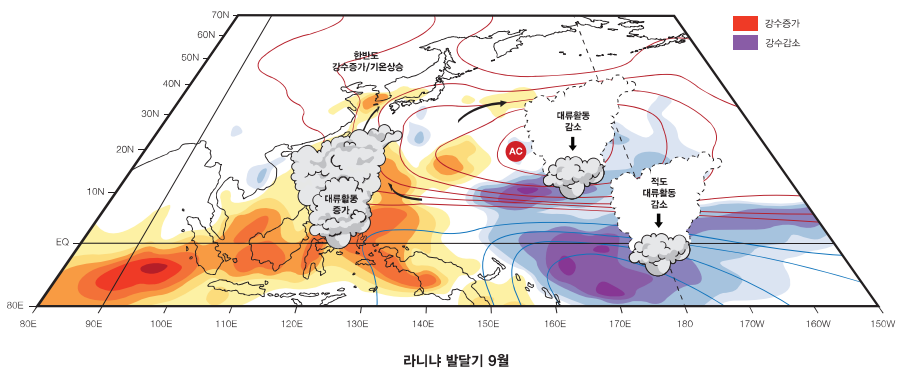 70N
60N
50N
40N
30N
20N
10N
EQ
80E
강수증가
강수감소
한반도
강수증가/기온상승
대류활동
감소
AC
적도
대류활동
감소
대류활동
증가
20
80E
90E
100E
110E
120E
130E
140E
150E
160E
170E
180
170W
160W
150W
라니냐 발달기 9월